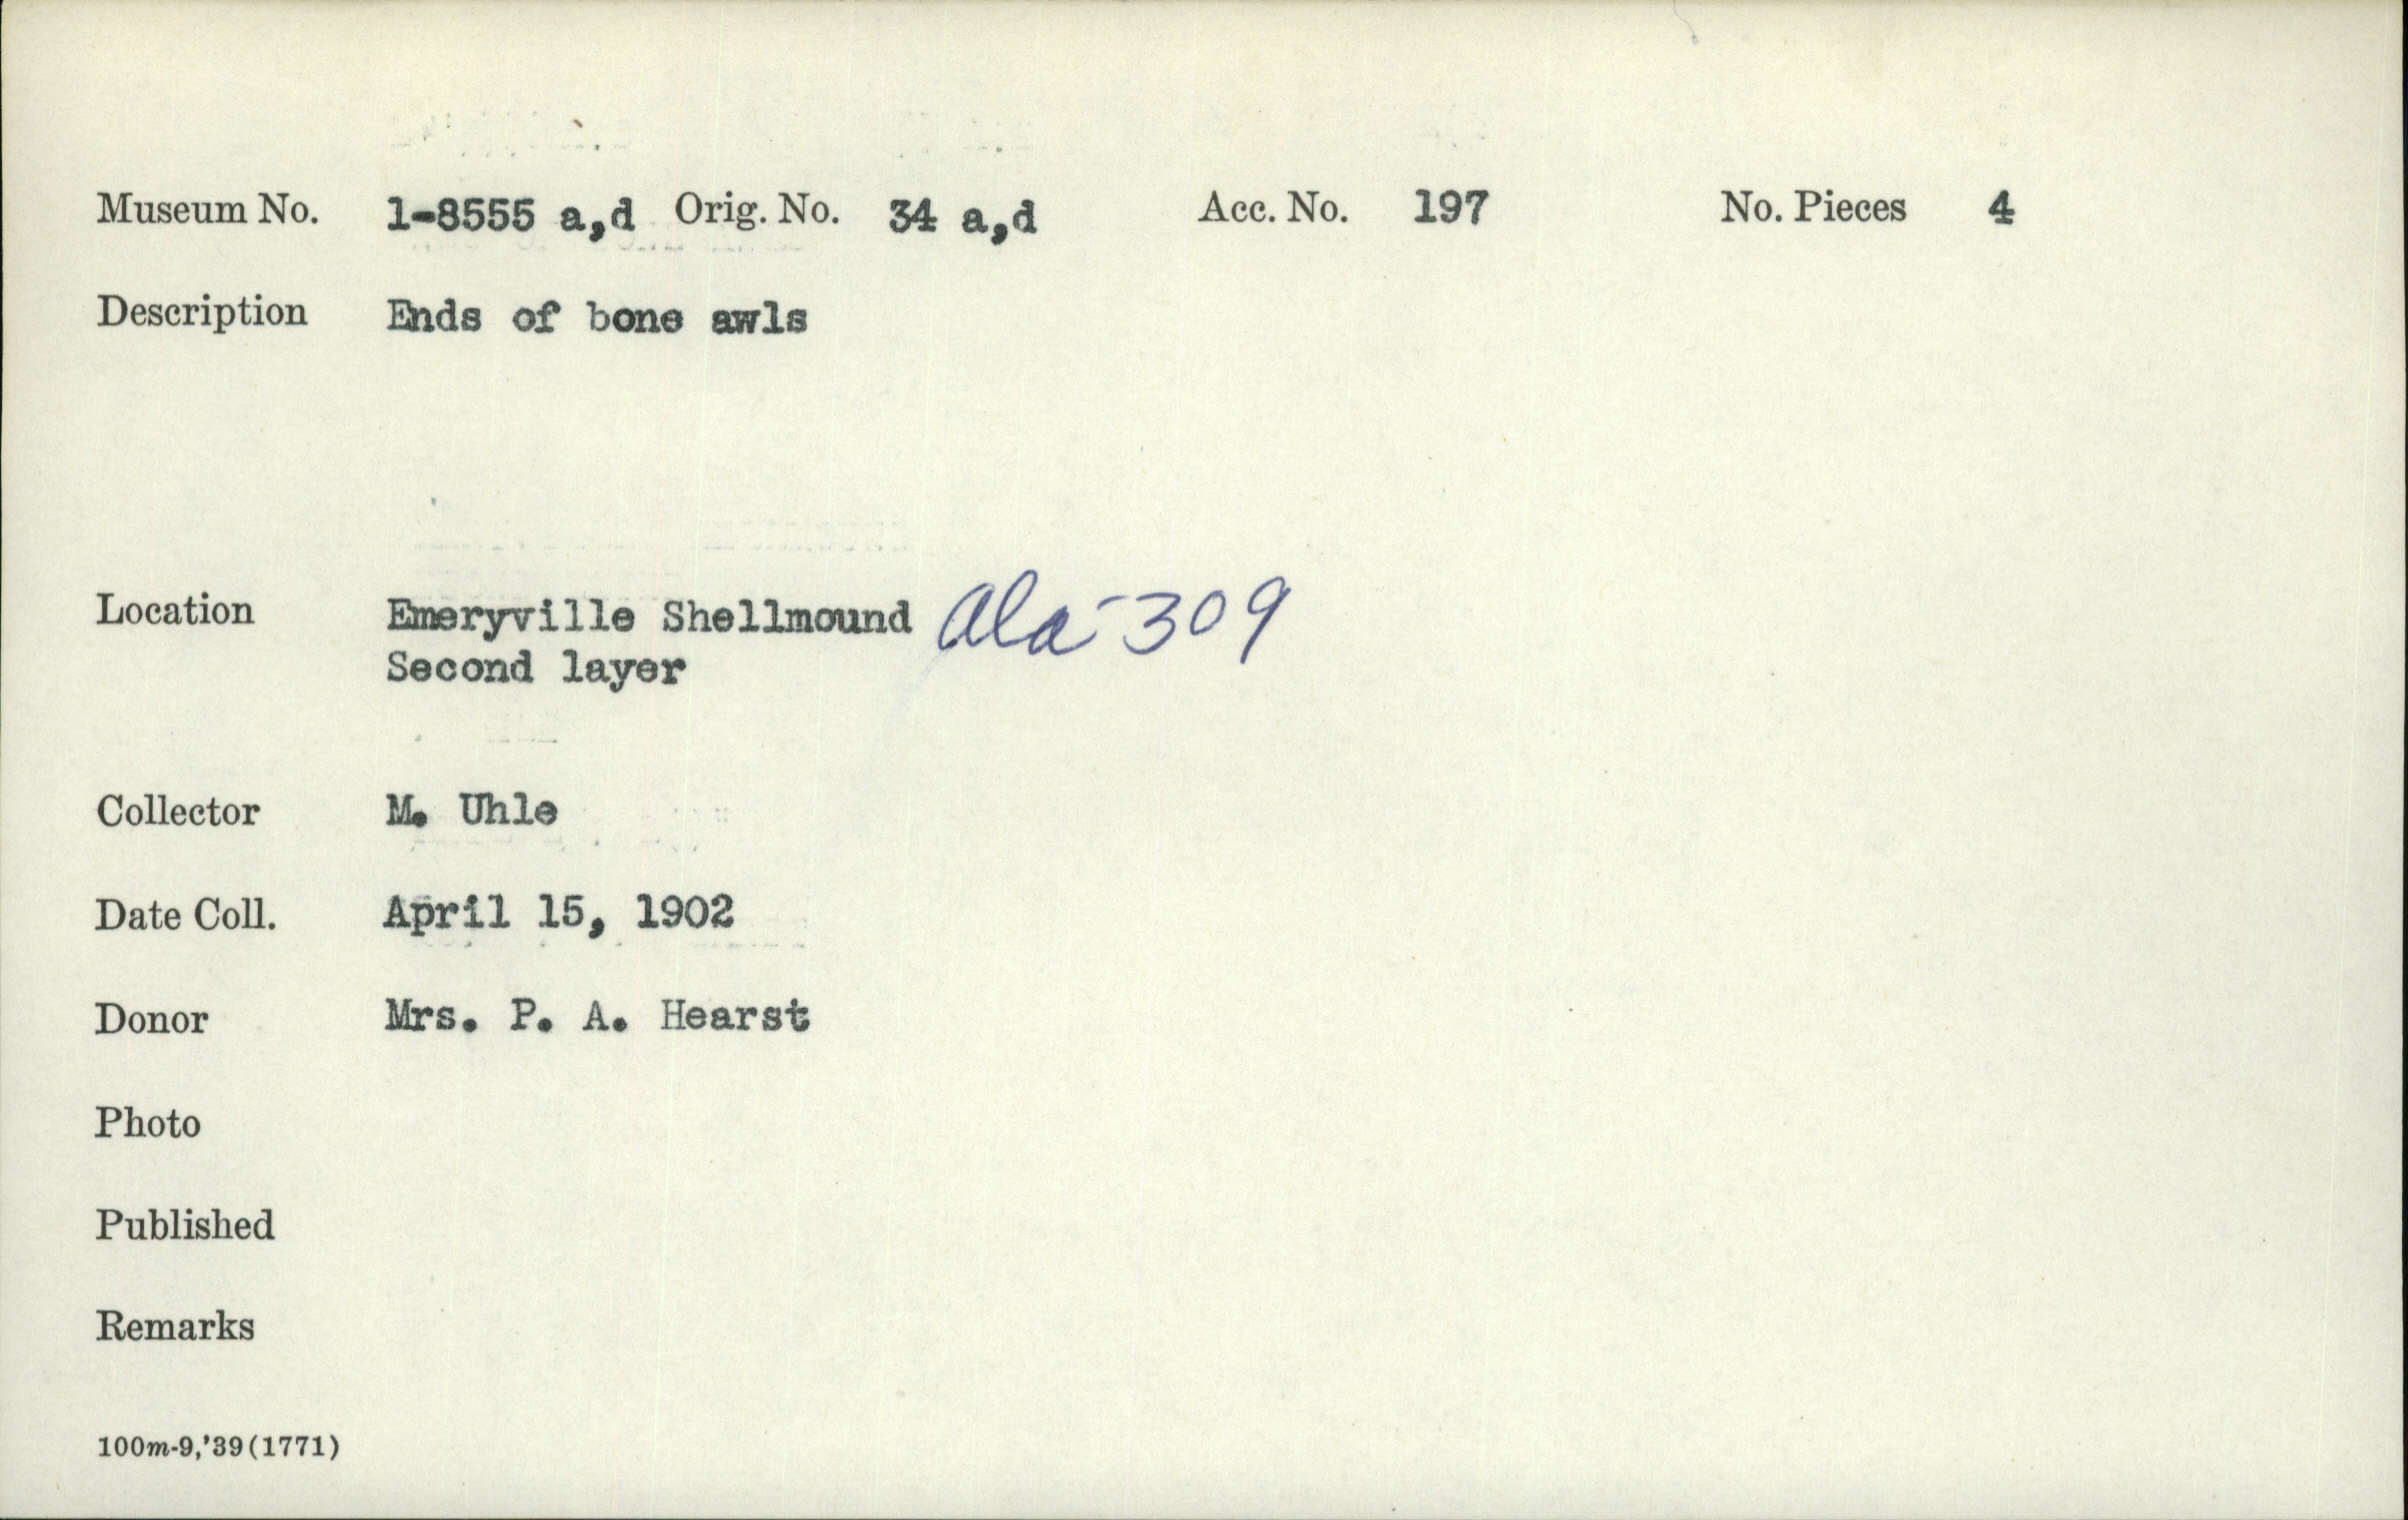 Museum No. 1-8555 a,d Orig. No. 34 a,d Acc. No. 197 No. Pieces 4
Description Ends of bone awls
Location Emeryville Shellmound Ala-309
Second layer
Collector M. Uhle
Date Coll. April 15, 1902
Donor Mrs. P. A. Hearst
Photo
Published
Remarks
100m-9,'39(1771)